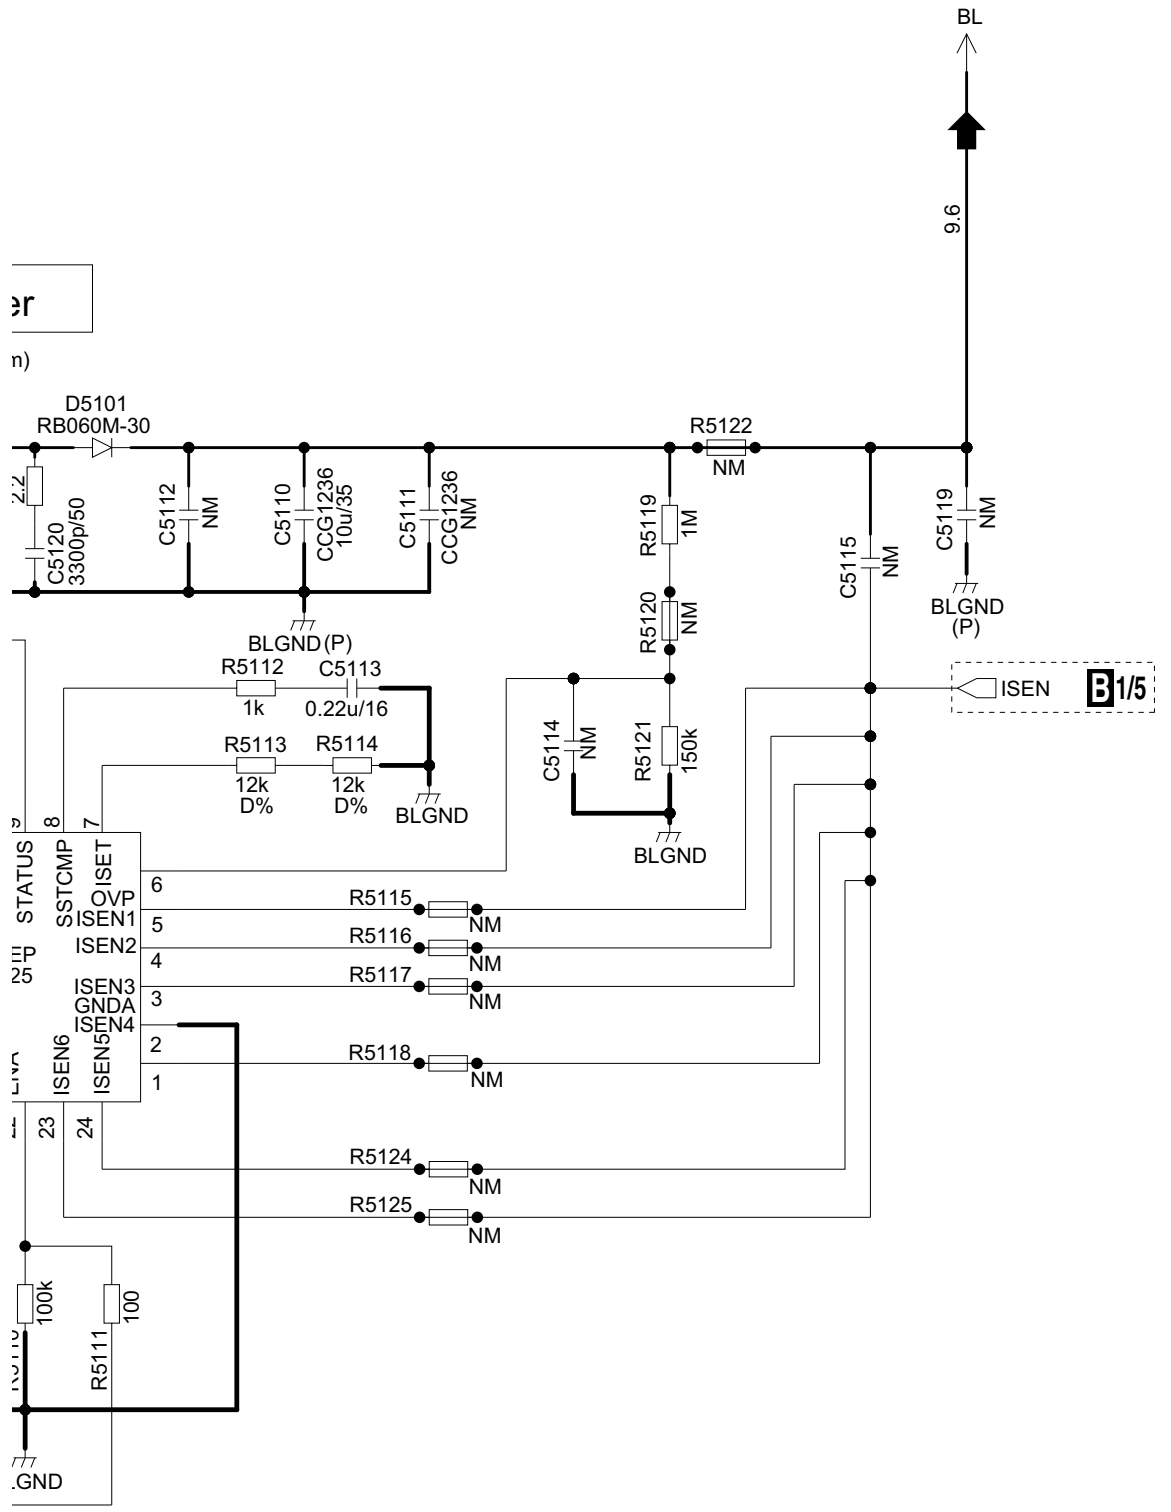 BL
9.6
er
m)
D5101
RB060M-30
2.2
C5120
3300p/50
C5112
NM
C5110
CCG1236
10u/35
C5111
CCG1236
NM
R5122
NM
R5119
1M
R5120
NM
C5115
NM
C5119
NM
BLGND
(P)
BLGND (P)
R5112
1k
C5113
0.22u/16
R5113
12k
D%
R5114
12k
D%
BLGND
C5114
NM
R5121
150k
BLGND
ISEN
B 1/5
9
8
7
STATUS
SSTCMP
ISET
OVP
6
ISEN1
5
ISEN2
4
EP
25
ISEN3
3
GNDA
ISEN4
2
1
ENA
ISEN6
ISEN5
22
23
24
R5115
NM
R5116
NM
R5117
NM
R5118
NM
R5124
NM
R5125
NM
100k
R5111
100
LGND